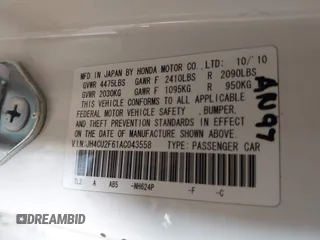 MFD. IN JAPAN BY HONDA MOTOR CO.,LTD. 10/'10
GVWR 4475LBS GAWR F 2410LBS R 2090LBS
GVWR 2030KG GAWR F 1095KG R 950KG
THIS VEHICLE CONFORMS TO ALL APPLICABLE
FEDERAL MOTOR VEHICLE SAFETY, BUMPER,
AND THEFT PREVENTION STANDARDS IN EFFECT
ON THE DATE OF MANUFACTURE SHOWN ABOVE.
V.I.N.:JH4CU2F61AC043558 TYPE: PASSENGER CAR
TL2 A AB5 -NH624P -F -C
AN97
DREAMBID